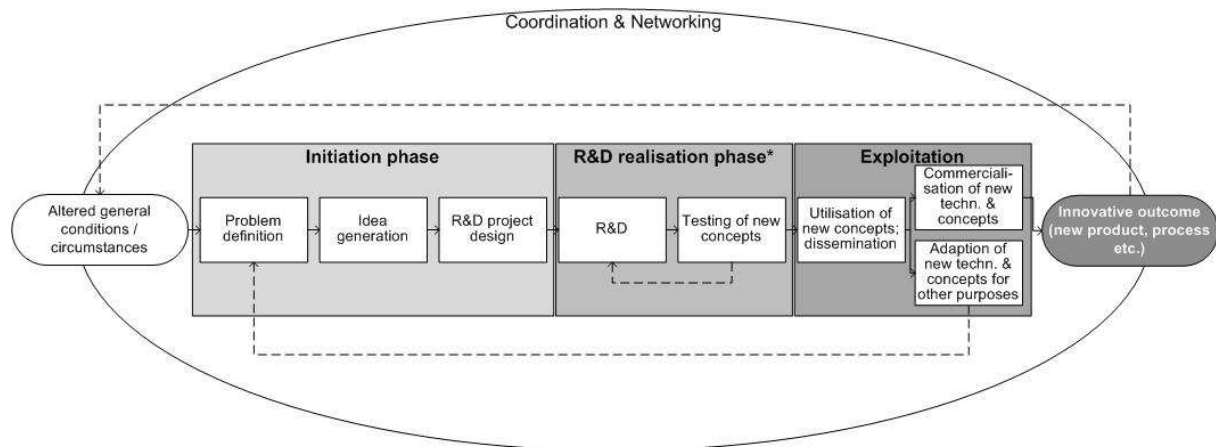 Coordination & Networking
Initiation phase
R&D realisation phase*
Exploitation
Altered general
conditions /
circumstances
Problem
definition
Idea
generation
R&D project
design
R&D
Testing of new
concepts
Utilisation of
new concepts;
dissemination
Commerciali-
sation of new
techn. &
concepts
Adaption of
new techn. &
concepts for
other purposes
Innovative outcome
(new product, process
etc.)